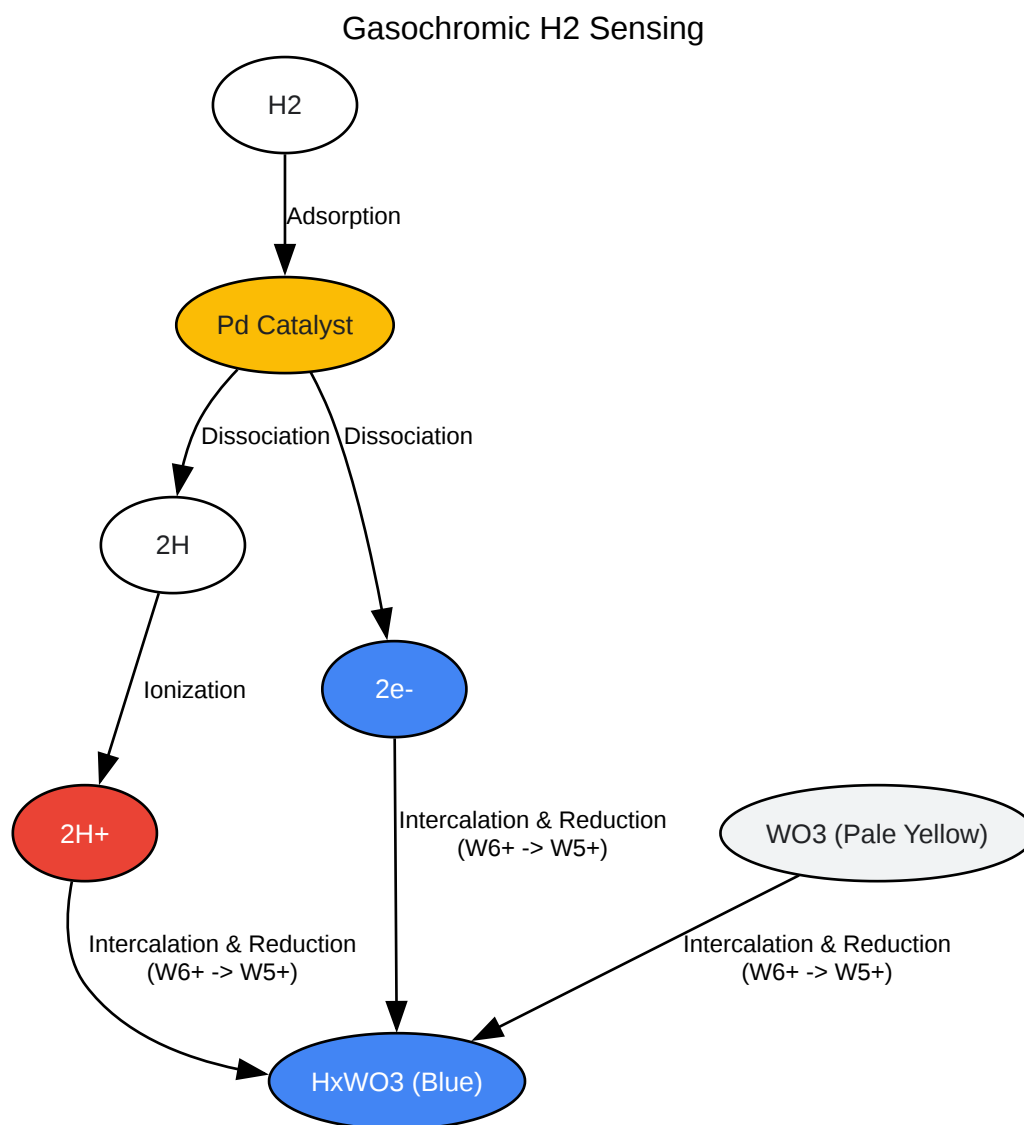 Gasochromic H2 Sensing
H2
Adsorption
Pd Catalyst
Dissociation
Dissociation
2H
Ionization
2e-
2H+
Intercalation & Reduction
(W6+ -> W5+)
WO3 (Pale Yellow)
Intercalation & Reduction
(W6+ -> W5+)
Intercalation & Reduction
(W6+ -> W5+)
HxWO3 (Blue)